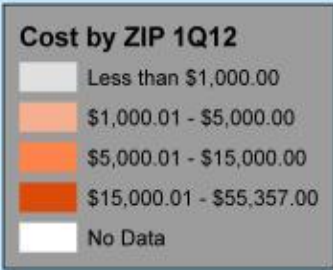 Cost by ZIP 1Q12
Less than $1,000.00
$1,000.01 - $5,000.00
$5,000.01 - $15,000.00
$15,000.01 - $55,357.00
No Data